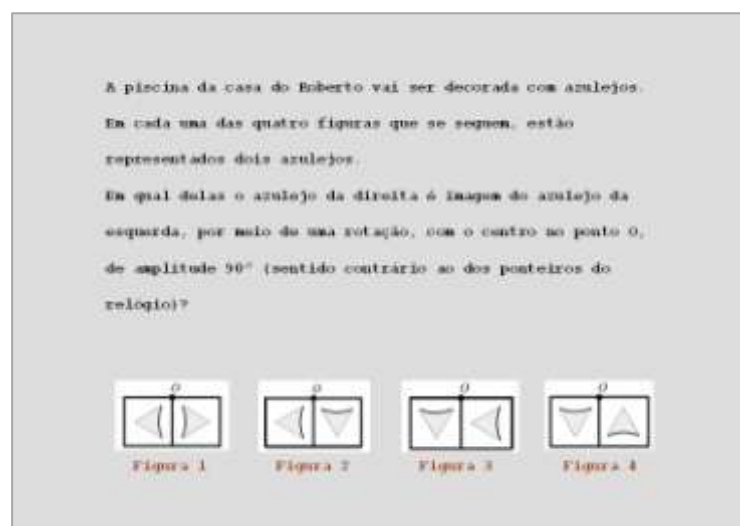 A piscina da casa do Roberto vai ser decorada com azulejos.
Em cada uma das quatro figuras que se seguem, estão
representados dois azulejos.
Em qual delas o azulejo da direita é imagem do azulejo da
esquerda, por meio de uma rotação, com o centro no ponto O,
de amplitude 90° (sentido contrário ao dos ponteiros do
relógio)?
O O O O
Figura 1 Figura 2 Figura 3 Figura 4